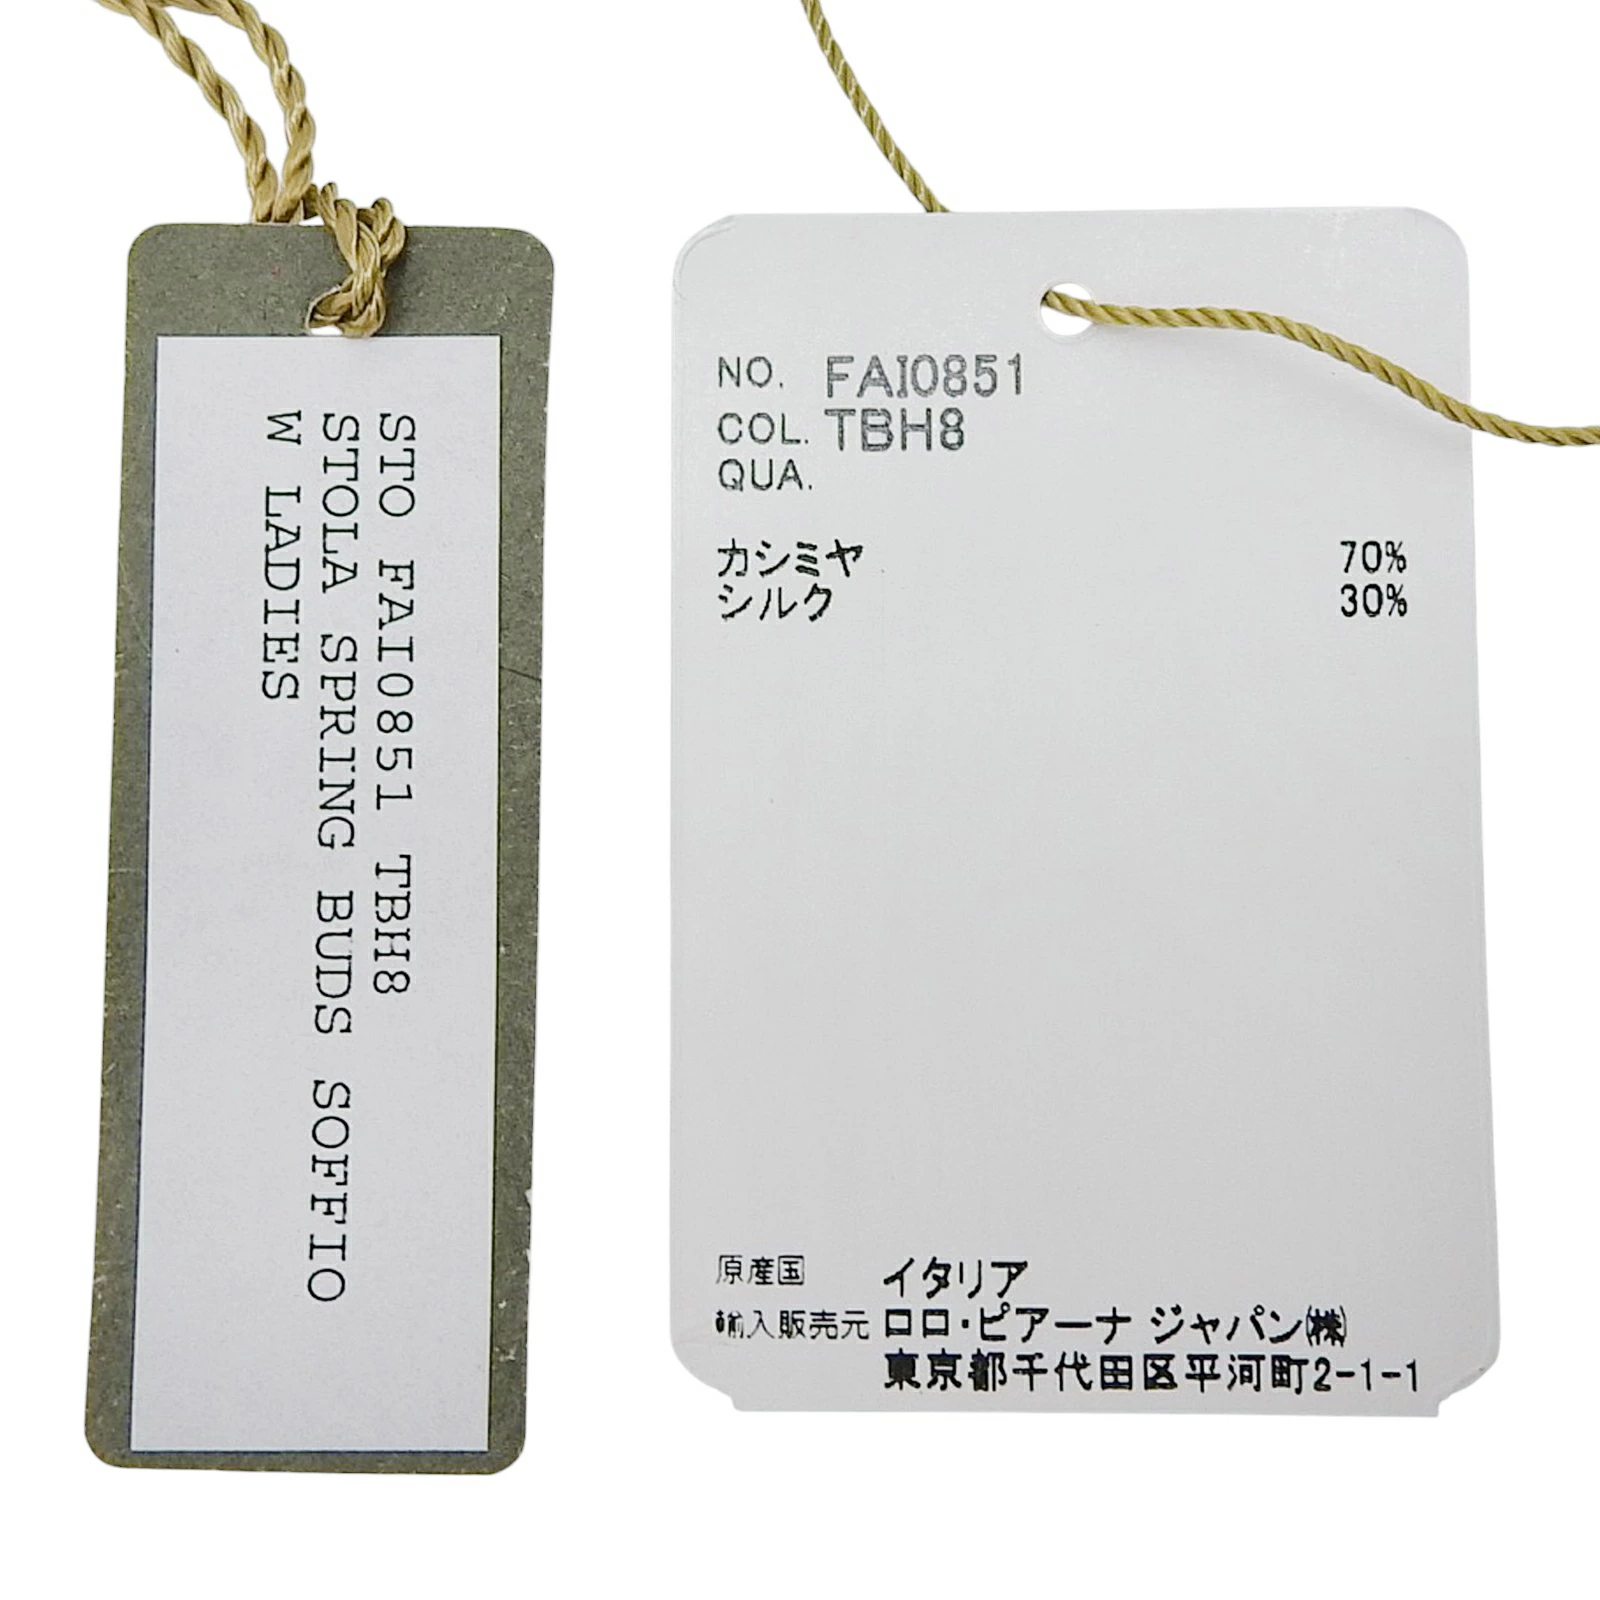 STO FAI0851 TBH8
STOLA SPRING BUDS SOFFIO
W LADIES
NO. FAI0851
COL. TBH8
QUA.
カシミヤ 70%
シルク 30%
原産国 イタリア
輸入販売元 ロロ・ピアーナ ジャパン㈱
東京都千代田区平河町2-1-1